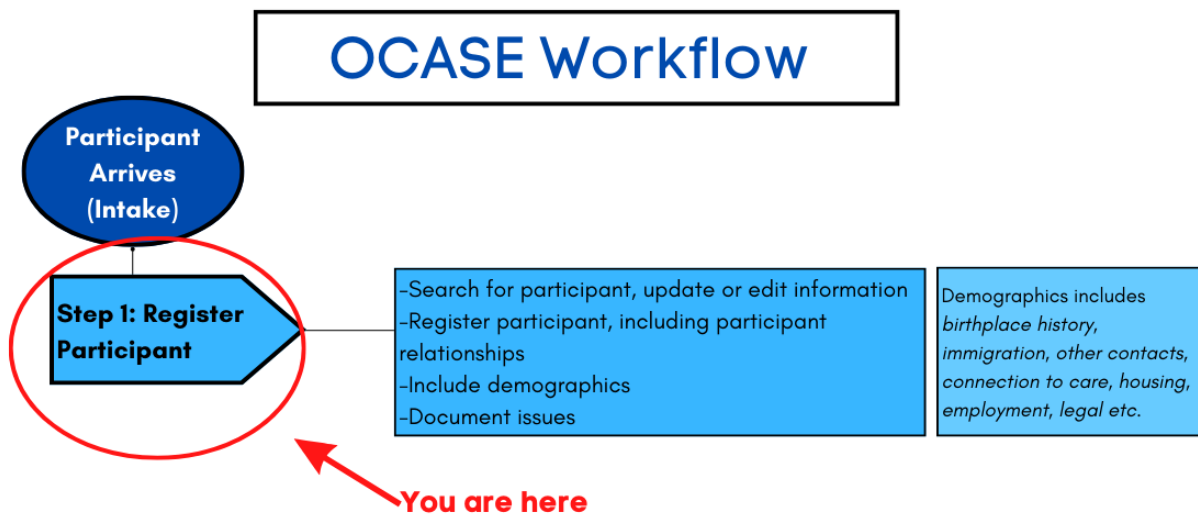 OCASE Workflow
Participant
Arrives
(Intake)
Step 1: Register
Participant
-Search for participant, update or edit information
-Register participant, including participant
relationships
-Include demographics
-Document issues
Demographics includes
birthplace history,
immigration, other contacts,
connection to care, housing,
employment, legal etc.
You are here